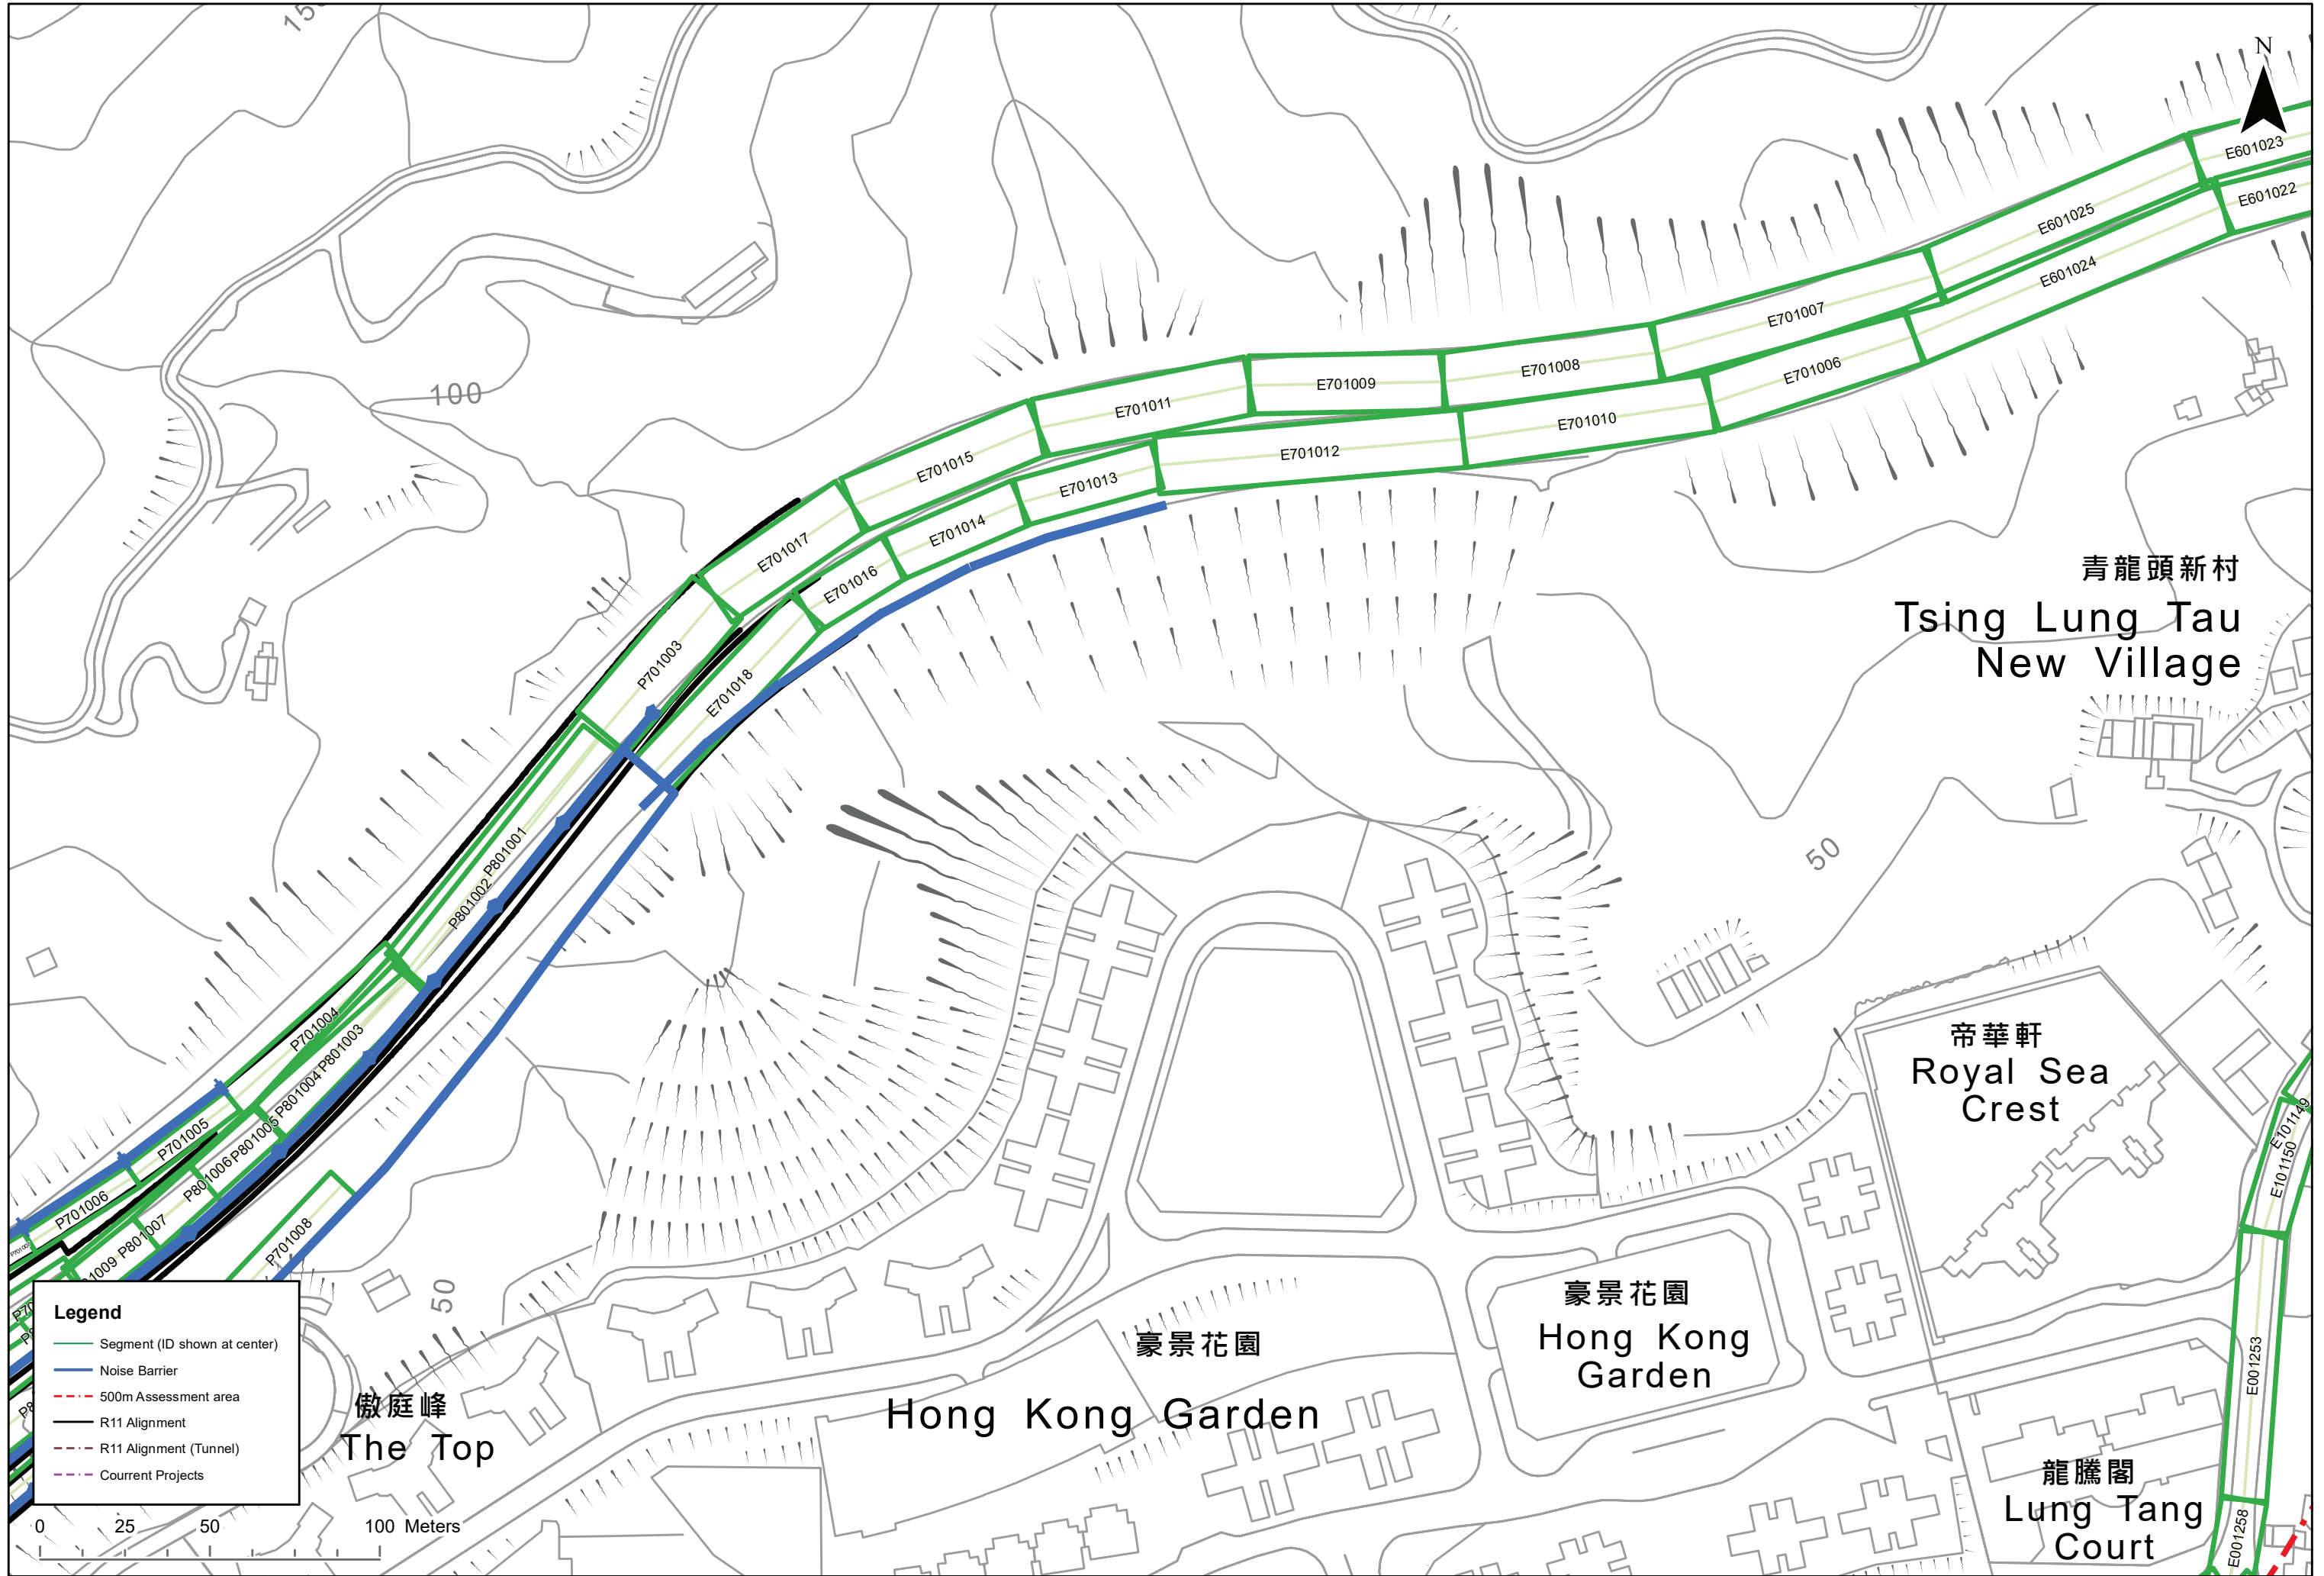 N
E601023
E601022
E601025
E601024
E701007
E701006
E701008
E701009
E701010
E701011
E701012
E701015
E701013
E701014
E701017
E701016
P701003
E701018
100
青龍頭新村
Tsing Lung Tau
New Village
50
P801001
P801002
P701004
P801003
P801004
P801005
P701005
P801006
P701006
P801007
P701008
帝華軒
Royal Sea
Crest
E101149
E101150
E001253
E001258
豪景花園
Hong Kong
Garden
豪景花園
Hong Kong Garden
50
傲庭峰
The Top
龍騰閣
Lung Tang
Court
Legend
Segment (ID shown at center)
Noise Barrier
500m Assessment area
R11 Alignment
R11 Alignment (Tunnel)
Courrent Projects
0 25 50 100 Meters